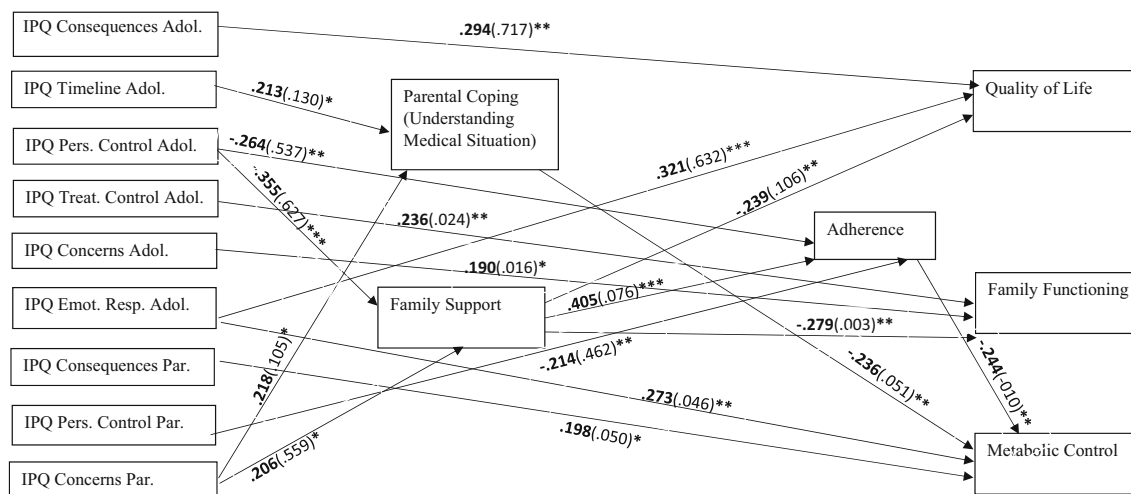 IPQ Consequences Adol.
.294(.717)**
IPQ Timeline Adol.
.213(.130)*
Parental Coping
(Understanding
Medical Situation)
Quality of Life
IPQ Pers. Control Adol.
-.264(.537)**
-.355(.627)***
.321(.632)***
-.239(.106)**
IPQ Treat. Control Adol.
.236(.024)**
Adherence
IPQ Concerns Adol.
.190(.016)*
IPQ Emot. Resp. Adol.
Family Support
.405(.076)***
Family Functioning
-.279(.003)**
IPQ Consequences Par.
.218(.105)*
-.214(.462)**
-.236(.051)**
-.244(-010)**
.273(.046)**
IPQ Pers. Control Par.
.198(.050)*
.206(.559)*
IPQ Concerns Par.
Metabolic Control